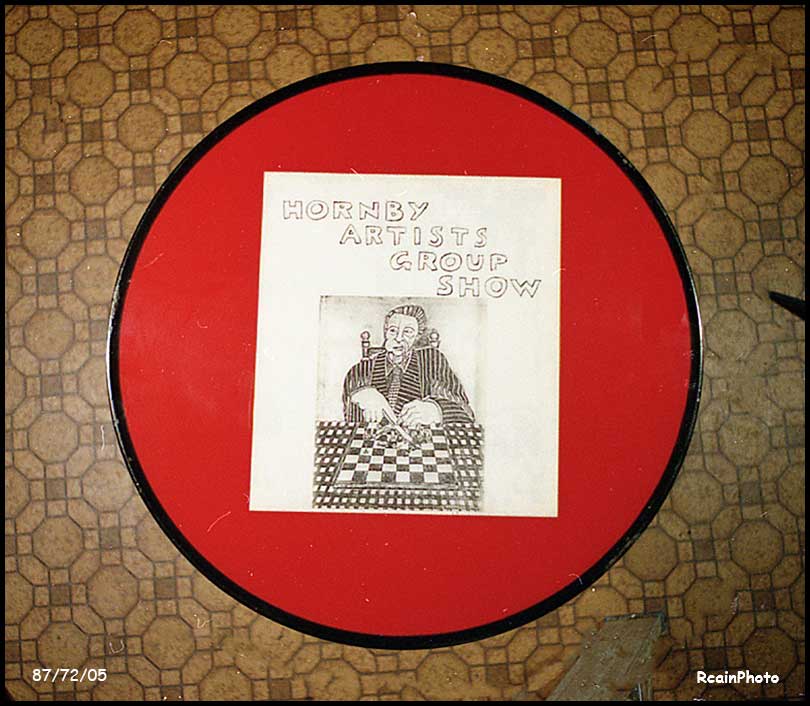 HORNBY
ARTISTS
GROUP
SHOW
87/72/05
RcainPhoto